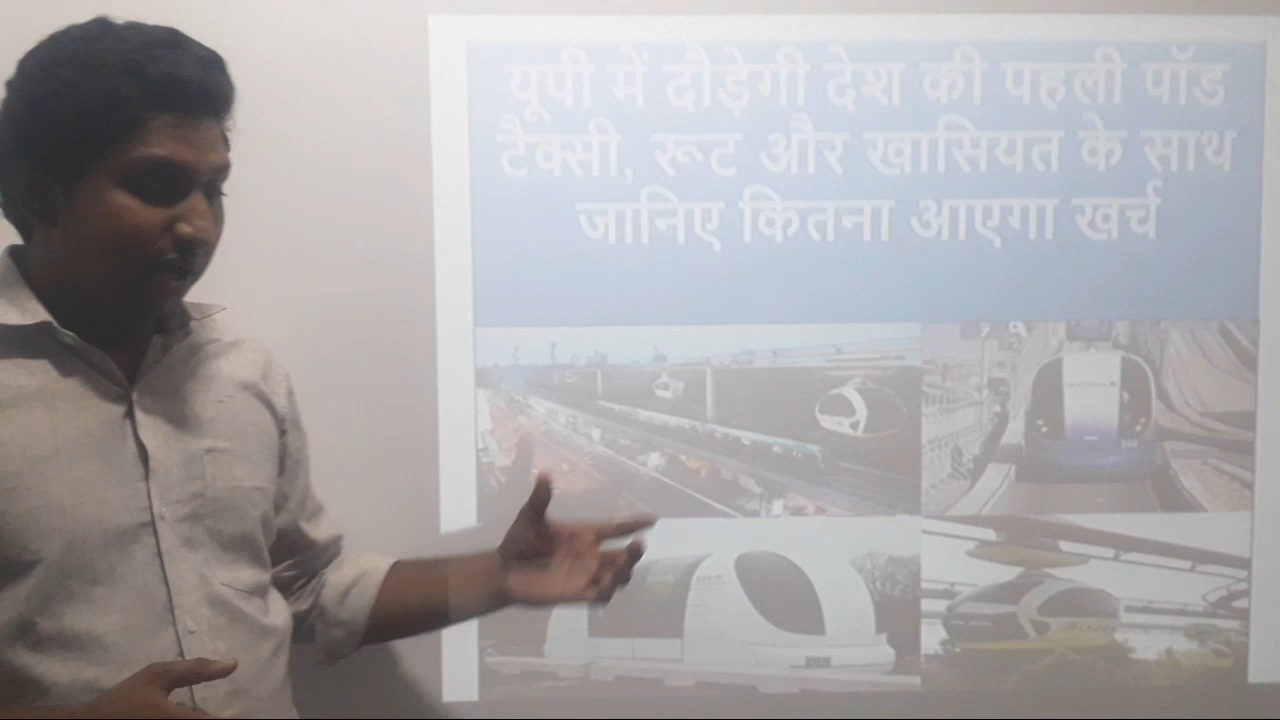 यूपी में दौड़ेगी देश की पहली पॉड
टैक्सी, रूट और खासियत के साथ
जानिए कितना आएगा खर्च